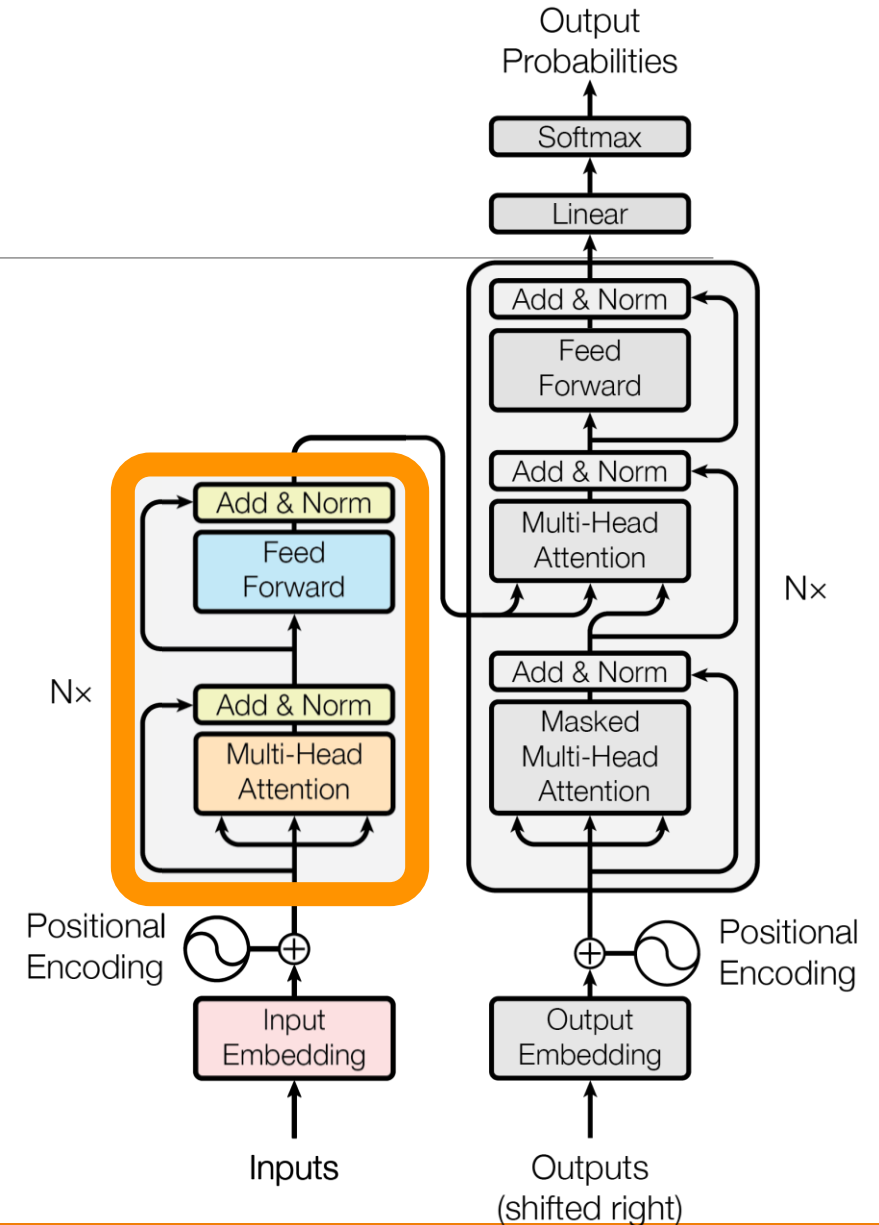 Output
Probabilities
Softmax
Linear
Add & Norm
Feed
Forward
Add & Norm
Multi-Head
Attention
Add & Norm
Masked
Multi-Head
Attention
N×
Add & Norm
Feed
Forward
N×
Add & Norm
Multi-Head
Attention
Positional
Encoding
Positional
Encoding
Input
Embedding
Output
Embedding
Inputs
Outputs
(shifted right)